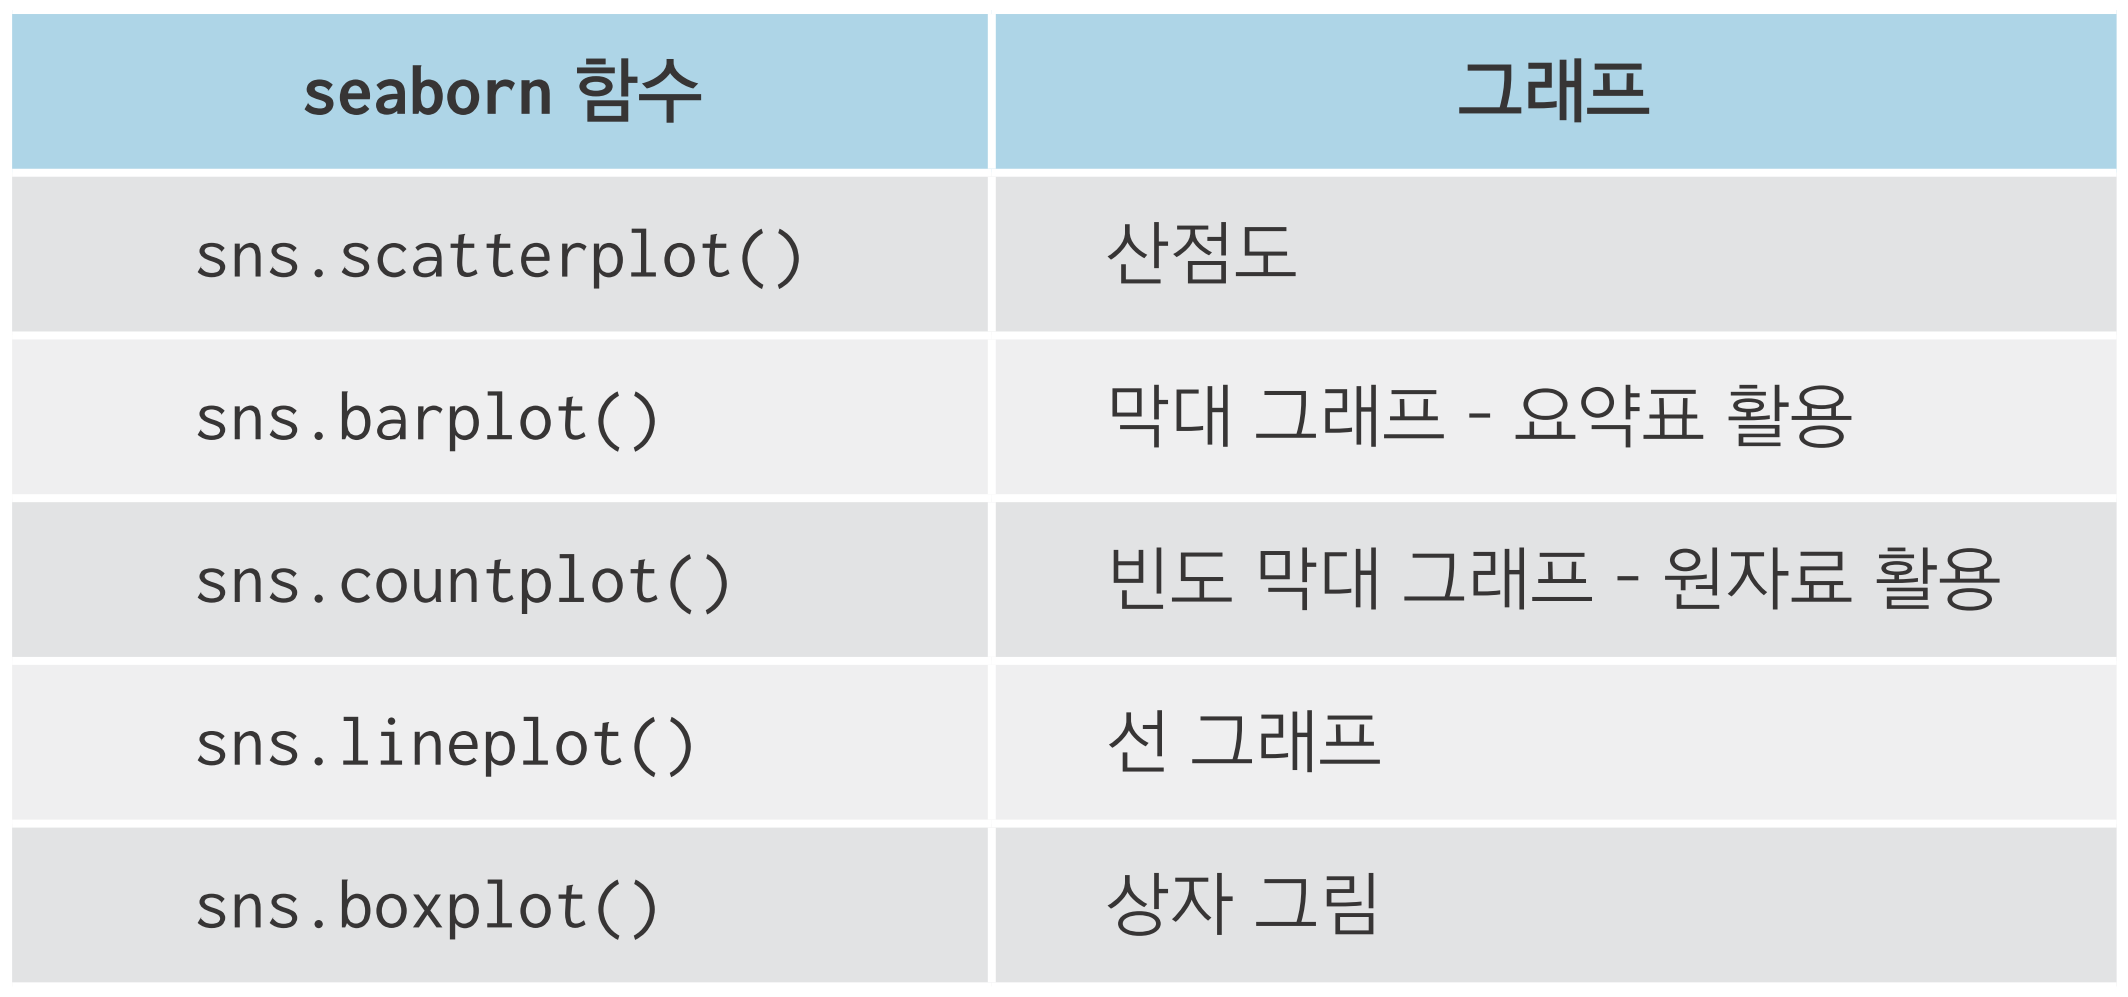 seaborn 함수 그래프
sns.scatterplot() 산점도
sns.barplot() 막대 그래프 - 요약표 활용
sns.countplot() 빈도 막대 그래프 - 원자료 활용
sns.lineplot() 선 그래프
sns.boxplot() 상자 그림